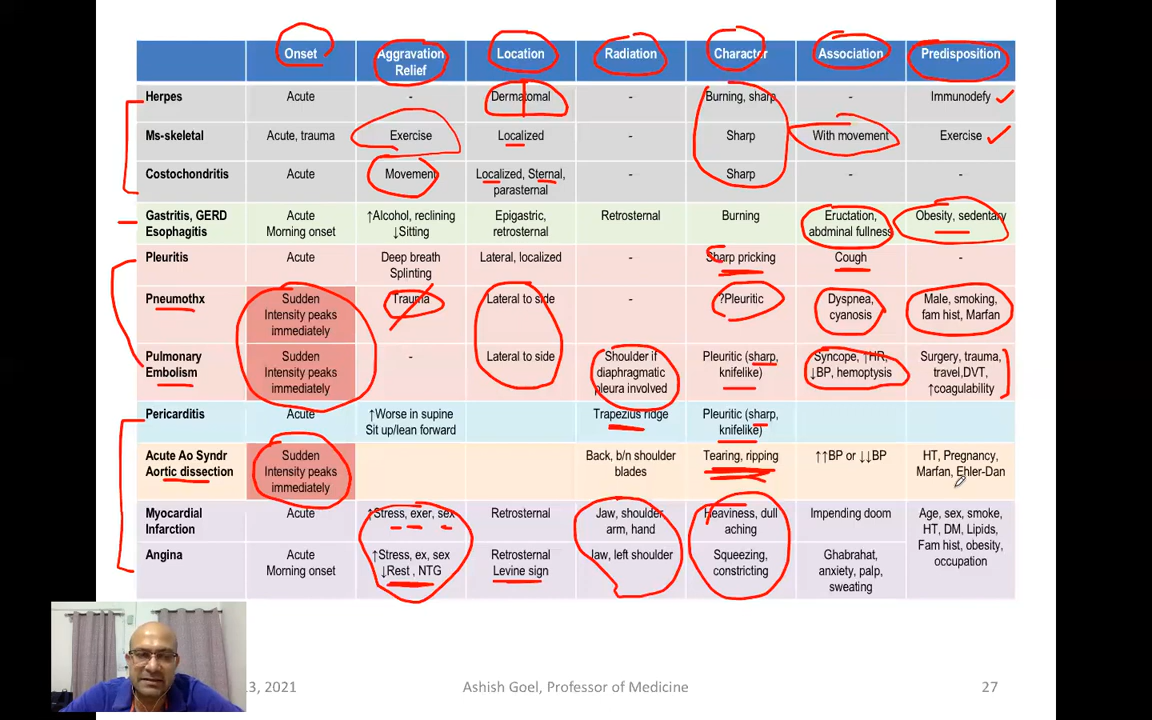 Onset Aggravation Relief Location Radiation Character Association Predisposition
Herpes Acute - Dermatomal - Burning, sharp - Immunodefy
Ms-skeletal Acute, trauma Exercise Localized - Sharp With movement Exercise
Costochondritis Acute Movement Localized, Sternal, parasternal - Sharp - -
Gastritis, GERD Esophagitis Acute Morning onset ↑Alcohol, reclining ↓Sitting Epigastric, retrosternal Retrosternal Burning Eructation, abdminal fullness Obesity, sedentary
Pleuritis Acute Deep breath Splinting Lateral, localized - Sharp pricking Cough -
Pneumothx Sudden Intensity peaks immediately Trauma Lateral to side - ?Pleuritic Dyspnea, cyanosis Male, smoking, fam hist, Marfan
Pulmonary Embolism Sudden Intensity peaks immediately - Lateral to side Shoulder if diaphragmatic pleura involved Pleuritic (sharp, knifelike) Syncope, ↑HR, ↓BP, hemoptysis Surgery, trauma, travel,DVT, ↑coagulability
Pericarditis Acute ↑Worse in supine Sit up/lean forward Trapezius ridge Pleuritic (sharp, knifelike)
Acute Ao Syndr Aortic dissection Sudden Intensity peaks immediately Back, b/n shoulder blades Tearing, ripping ↑↑BP or ↓↓BP HT, Pregnancy, Marfan, Ehler-Dan
Myocardial Infarction Acute ↑Stress, exer, sex Retrosternal Jaw, shoulder arm, hand Heaviness, dull aching Impending doom Age, sex, smoke, HT, DM, Lipids, Fam hist, obesity, occupation
Angina Acute Morning onset ↑Stress, ex, sex ↓Rest , NTG Retrosternal Levine sign Jaw, left shoulder Squeezing, constricting Ghabrahat, anxiety, palp, sweating
3, 2021 Ashish Goel, Professor of Medicine 27